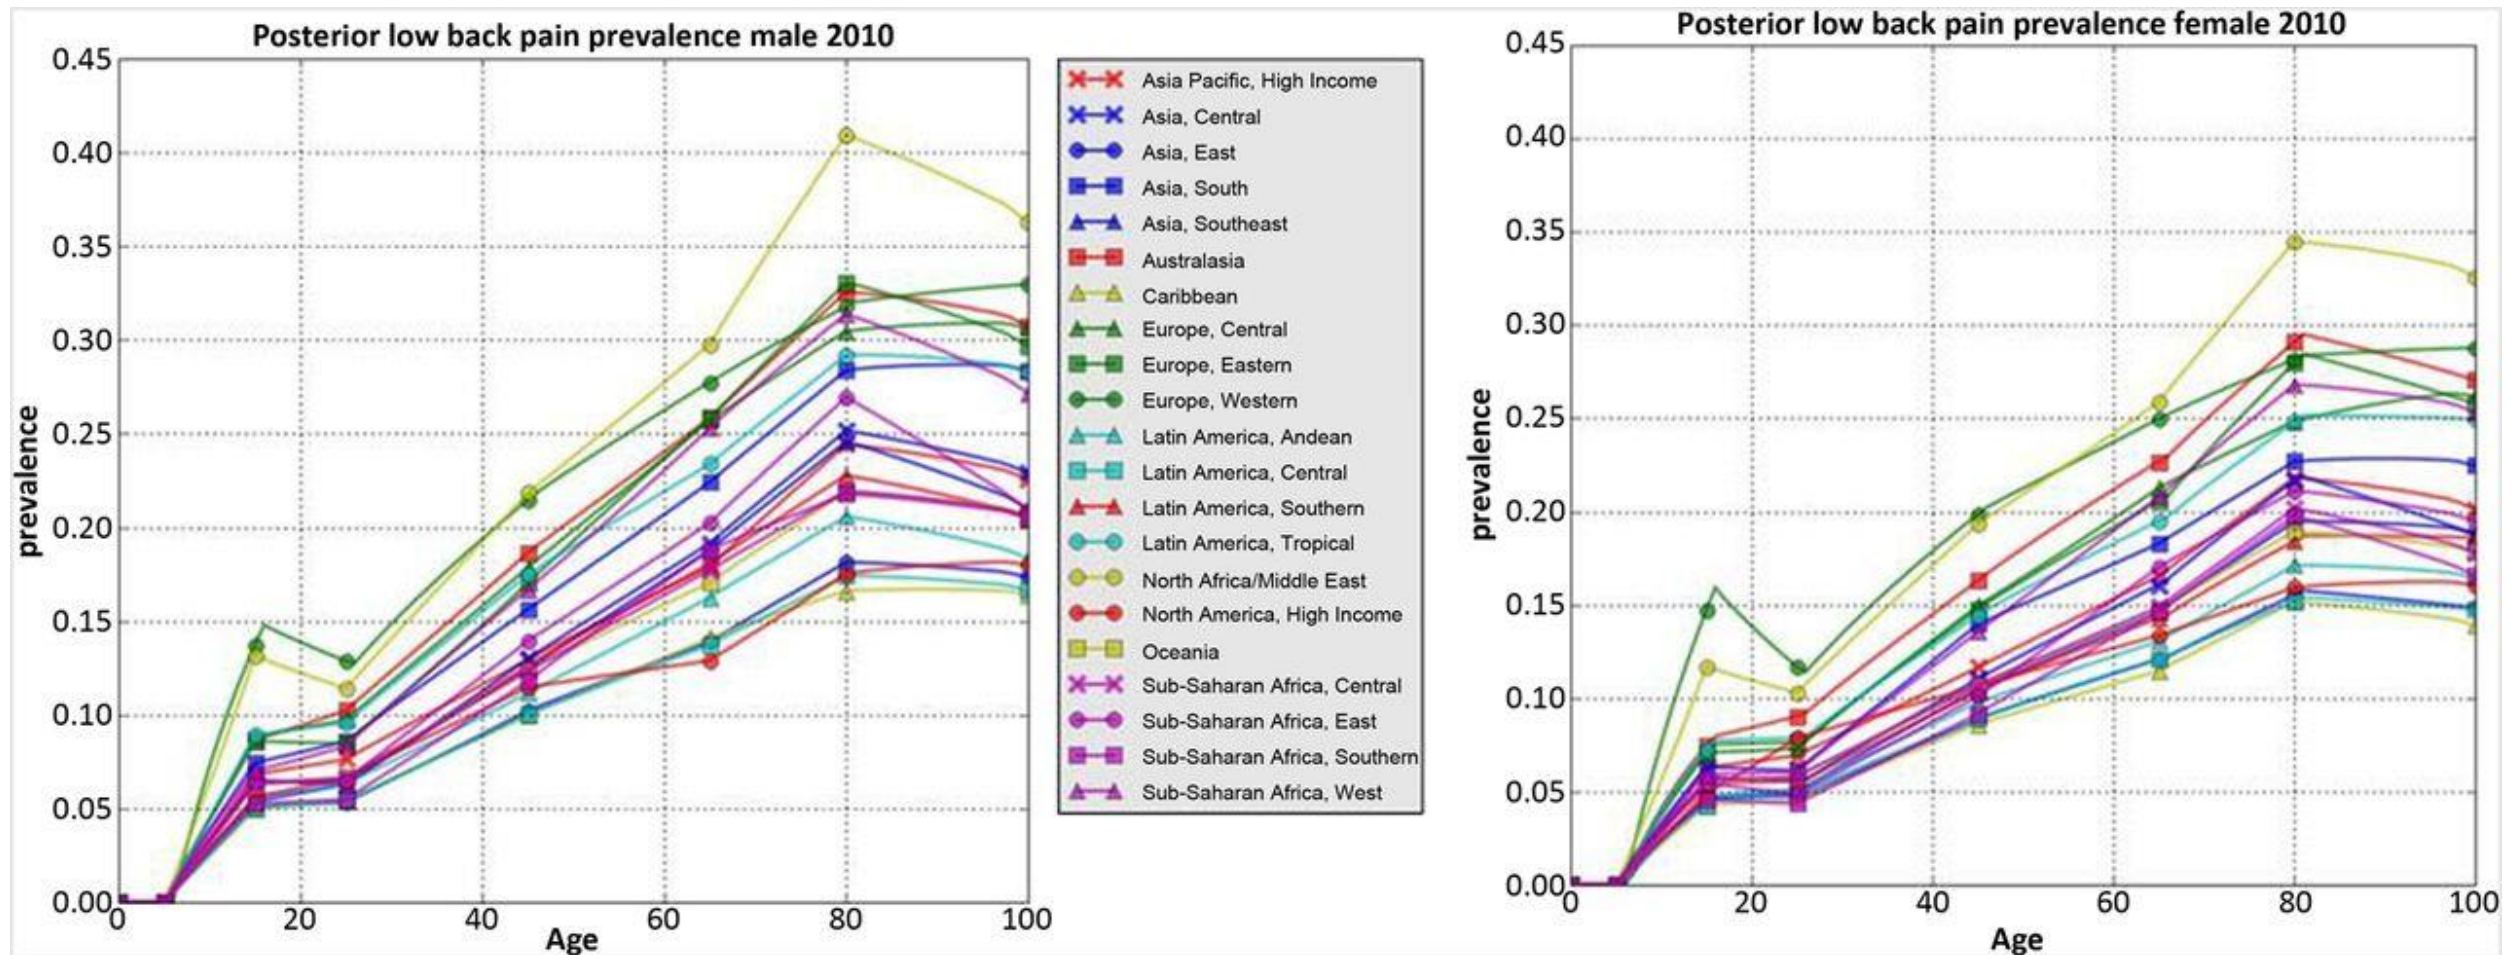 Posterior low back pain prevalence male 2010
0.45
0.40
0.35
0.30
0.25
0.20
0.15
0.10
0.05
0.00
prevalence
0 20 40 60 80 100
Age
Asia Pacific, High Income
Asia, Central
Asia, East
Asia, South
Asia, Southeast
Australasia
Caribbean
Europe, Central
Europe, Eastern
Europe, Western
Latin America, Andean
Latin America, Central
Latin America, Southern
Latin America, Tropical
North Africa/Middle East
North America, High Income
Oceania
Sub-Saharan Africa, Central
Sub-Saharan Africa, East
Sub-Saharan Africa, Southern
Sub-Saharan Africa, West
Posterior low back pain prevalence female 2010
0.45
0.40
0.35
0.30
0.25
0.20
0.15
0.10
0.05
0.00
prevalence
0 20 40 60 80 100
Age